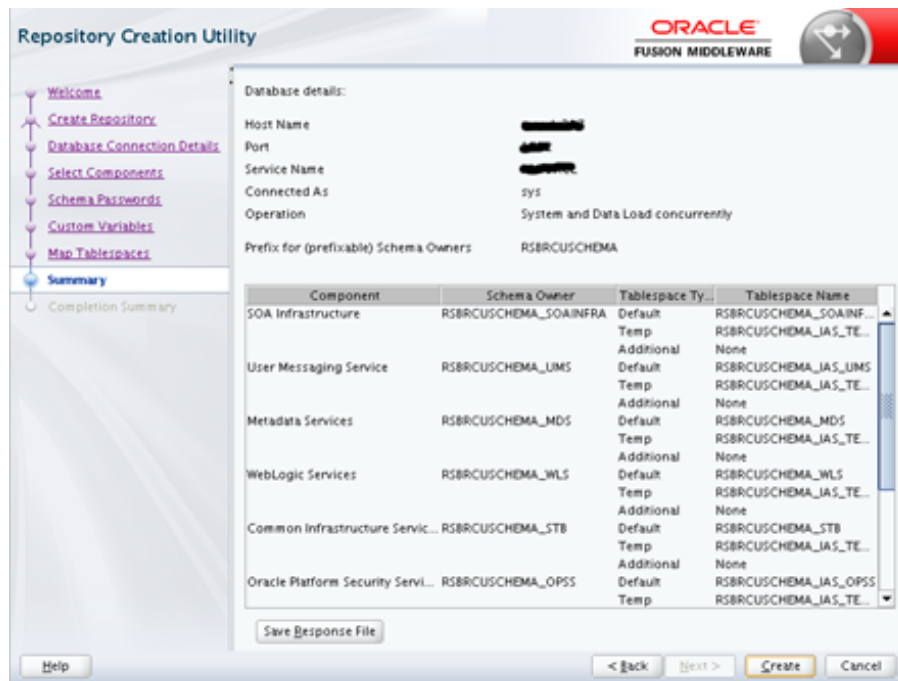 Repository Creation Utility
ORACLE
FUSION MIDDLEWARE
Welcome
Create Repository
Database Connection Details
Select Components
Schema Passwords
Custom Variables
Map Tablespaces
Summary
Completion Summary
Database details:
Host Name
Port
Service Name
Connected As sys
Operation System and Data Load concurrently
Prefix for (prefixable) Schema Owners RSBRCUSCHEMA
Component Schema Owner Tablespace Ty... Tablespace Name
SOA Infrastructure RSBRCUSCHEMA_SOAINFRA Default RSBRCUSCHEMA_SOAINF...
Temp RSBRCUSCHEMA_IAS_TE...
Additional None
User Messaging Service RSBRCUSCHEMA_UMS Default RSBRCUSCHEMA_IAS_UMS
Temp RSBRCUSCHEMA_IAS_TE...
Additional None
Metadata Services RSBRCUSCHEMA_MDS Default RSBRCUSCHEMA_MDS
Temp RSBRCUSCHEMA_IAS_TE...
Additional None
WebLogic Services RSBRCUSCHEMA_WLS Default RSBRCUSCHEMA_WLS
Temp RSBRCUSCHEMA_IAS_TE...
Additional None
Common Infrastructure Servic... RSBRCUSCHEMA_STB Default RSBRCUSCHEMA_STB
Temp RSBRCUSCHEMA_IAS_TE...
Additional None
Oracle Platform Security Servi... RSBRCUSCHEMA_OPSS Default RSBRCUSCHEMA_IAS_OPSS
Temp RSBRCUSCHEMA_IAS_TE...
Save Response File
Help
< Back Next > Create Cancel